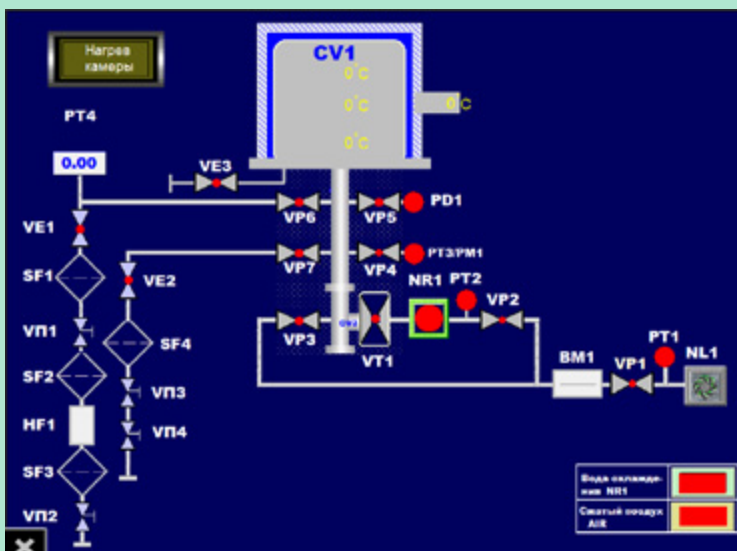 Нагрев
камеры
CV1
0°C
0°C
0 C
0°C
PT4
0.00
VE3
VP6
VP5
PD1
VE1
VP7
VP4
PT3/PM1
SF1
VE2
NR1
PT2
VP2
VП1
SF4
VP3
VT1
PT1
BM1
VP1
NL1
SF2
VП3
HF1
VП4
SF3
Вода охлажде-
ния NR1
VП2
Сжатый воздух
AIR